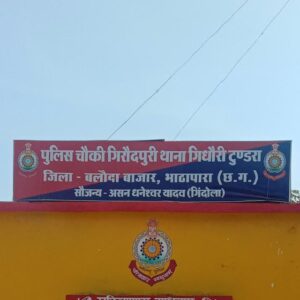 पुलिस चौकी गिरौदपुरी थाना गिधौरी टुण्डरा
जिला - बलौदा बाजार, भाटापारा (छ.ग.)
सौजन्य:- असन धनेश्वर यादव (गिंदोला)